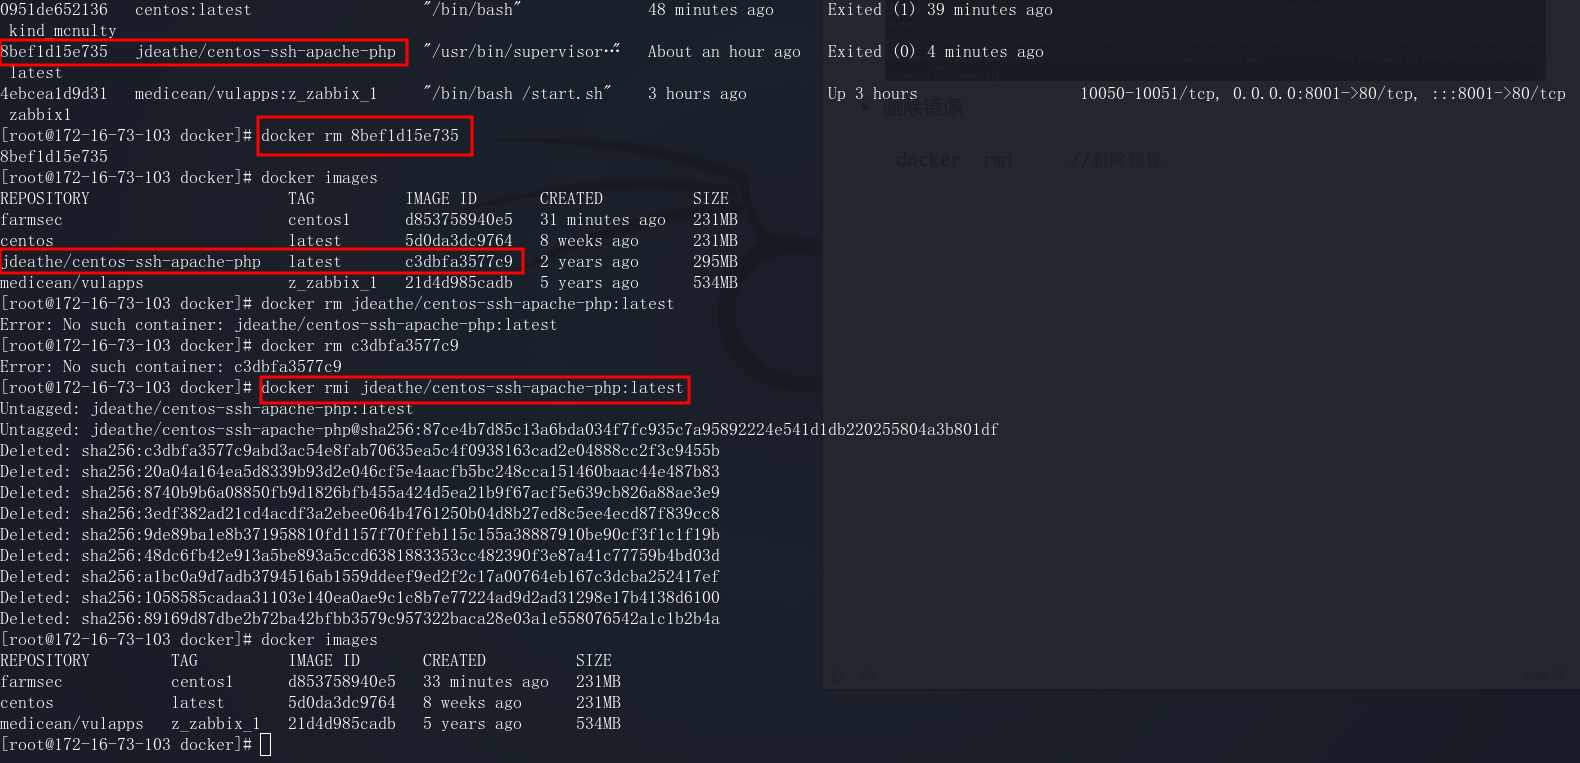 0951de652136   centos:latest                   "/bin/bash"              48 minutes ago      Exited (1) 39 minutes ago
 kind_mcnulty
8bef1d15e735   jdeathe/centos-ssh-apache-php   "/usr/bin/supervisor…"   About an hour ago   Exited (0) 4 minutes ago
 latest
4ebcea1d9d31   medicean/vulapps:z_zabbix_1     "/bin/bash /start.sh"    3 hours ago         Up 3 hours                  10050-10051/tcp, 0.0.0.0:8001->80/tcp, :::8001->80/tcp
 zabbix1
• 删除镜像
[root@172-16-73-103 docker]# docker rm 8bef1d15e735
8bef1d15e735
docker  rmi     //删除镜像
[root@172-16-73-103 docker]# docker images
REPOSITORY                      TAG          IMAGE ID       CREATED          SIZE
farmsec                         centos1      d853758940e5   31 minutes ago   231MB
centos                          latest       5d0da3dc9764   8 weeks ago      231MB
jdeathe/centos-ssh-apache-php   latest       c3dbfa3577c9   2 years ago      295MB
medicean/vulapps                z_zabbix_1   21d4d985cadb   5 years ago      534MB
[root@172-16-73-103 docker]# docker rm jdeathe/centos-ssh-apache-php:latest
Error: No such container: jdeathe/centos-ssh-apache-php:latest
[root@172-16-73-103 docker]# docker rm c3dbfa3577c9
Error: No such container: c3dbfa3577c9
[root@172-16-73-103 docker]# docker rmi jdeathe/centos-ssh-apache-php:latest
Untagged: jdeathe/centos-ssh-apache-php:latest
Untagged: jdeathe/centos-ssh-apache-php@sha256:87ce4b7d85c13a6bda034f7fc935c7a95892224e541d1db220255804a3b801df
Deleted: sha256:c3dbfa3577c9abd3ac54e8fab70635ea5c4f0938163cad2e04888cc2f3c9455b
Deleted: sha256:20a04a164ea5d8339b93d2e046cf5e4aacfb5bc248cca151460baac44e487b83
Deleted: sha256:8740b9b6a08850fb9d1826bfb455a424d5ea21b9f67acf5e639cb826a88ae3e9
Deleted: sha256:3edf382ad21cd4acdf3a2ebee064b4761250b04d8b27ed8c5ee4ecd87f839cc8
Deleted: sha256:9de89ba1e8b371958810fd1157f70ffeb115c155a38887910be90cf3f1c1f19b
Deleted: sha256:48dc6fb42e913a5be893a5ccd6381883353cc482390f3e87a41c77759b4bd03d
Deleted: sha256:a1bc0a9d7adb3794516ab1559ddeef9ed2f2c17a00764eb167c3dcba252417ef
Deleted: sha256:1058585cadaa31103e140ea0ae9c1c8b7e77224ad9d2ad31298e17b4138d6100
Deleted: sha256:89169d87dbe2b72ba42bfbb3579c957322baca28e03a1e558076542a1c1b2b4a
[root@172-16-73-103 docker]# docker images
REPOSITORY         TAG          IMAGE ID       CREATED          SIZE
farmsec            centos1      d853758940e5   33 minutes ago   231MB
centos             latest       5d0da3dc9764   8 weeks ago      231MB
medicean/vulapps   z_zabbix_1   21d4d985cadb   5 years ago      534MB
[root@172-16-73-103 docker]#